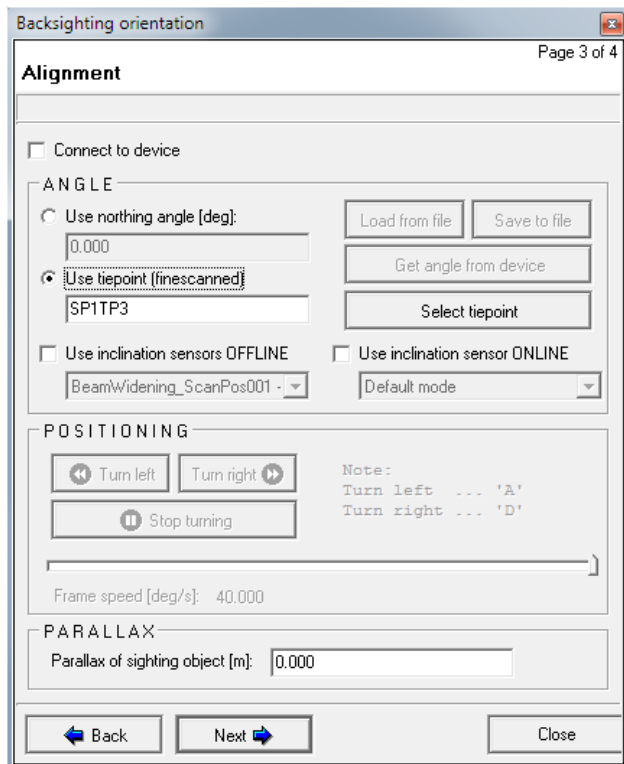 Backsighting orientation
Page 3 of 4
Alignment
Connect to device
ANGLE
Use northing angle [deg]:
0.000
Load from file
Save to file
Get angle from device
Use tiepoint (finescanned)
SP1TP3
Select tiepoint
Use inclination sensors OFFLINE
Use inclination sensor ONLINE
BeamWidening_ScanPos001 -
Default mode
POSITIONING
Turn left
Turn right
Stop turning
Note:
Turn left ... 'A'
Turn right ... 'D'
Frame speed [deg/s]: 40.000
PARALLAX
Parallax of sighting object [m]: 0.000
Back
Next
Close